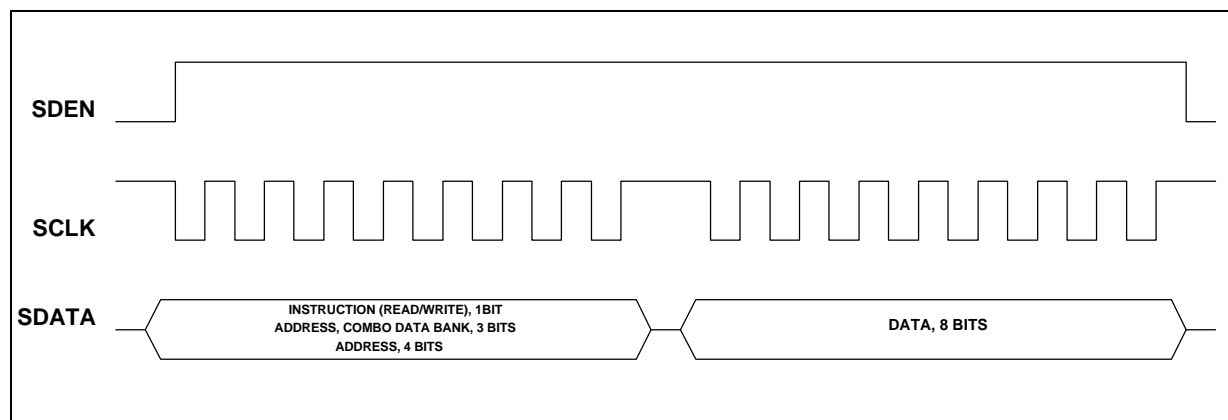 SDEN
SCLK
SDATA
INSTRUCTION (READ/WRITE), 1BIT
ADDRESS, COMBO DATA BANK, 3 BITS
ADDRESS, 4 BITS
DATA, 8 BITS